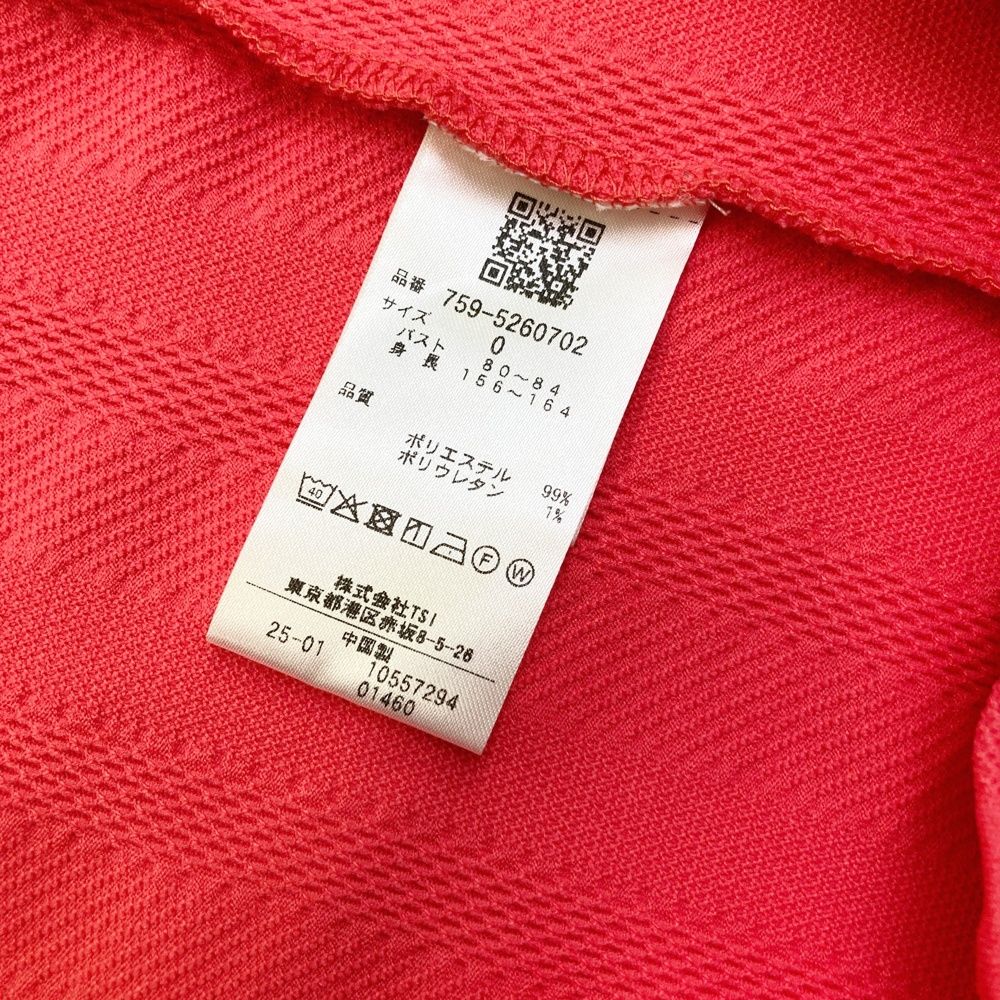 品番 759-5260702
サイズ 0
バスト 80～84
身長 156～164
品質
ポリエステル 99%
ポリウレタン 1%
40 F W
株式会社TSI
東京都港区赤坂8-5-26
25-01 中国製
10557294
01460